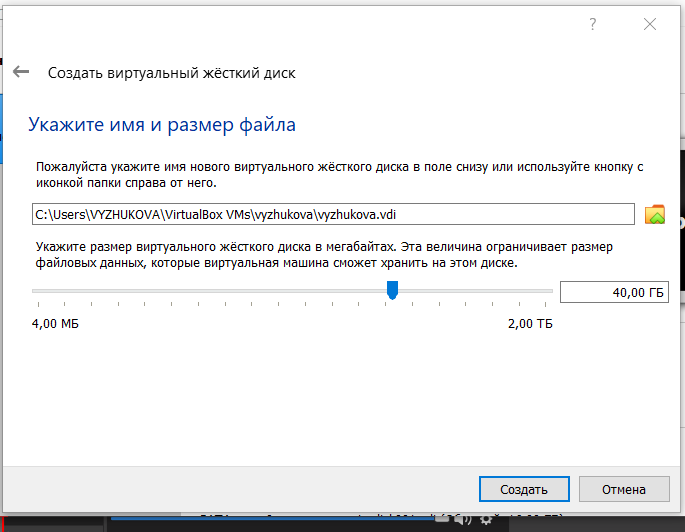 ?
Создать виртуальный жёсткий диск
Укажите имя и размер файла
Пожалуйста укажите имя нового виртуального жёсткого диска в поле снизу или используйте кнопку с
иконкой папки справа от него.
C:\Users\VYZHUKOVA\VirtualBox VMs\vyzhukova\vyzhukova.vdi
Укажите размер виртуального жёсткого диска в мегабайтах. Эта величина ограничивает размер
файловых данных, которые виртуальная машина сможет хранить на этом диске.
40,00 ГБ
4,00 МБ 2,00 ТБ
Создать Отмена